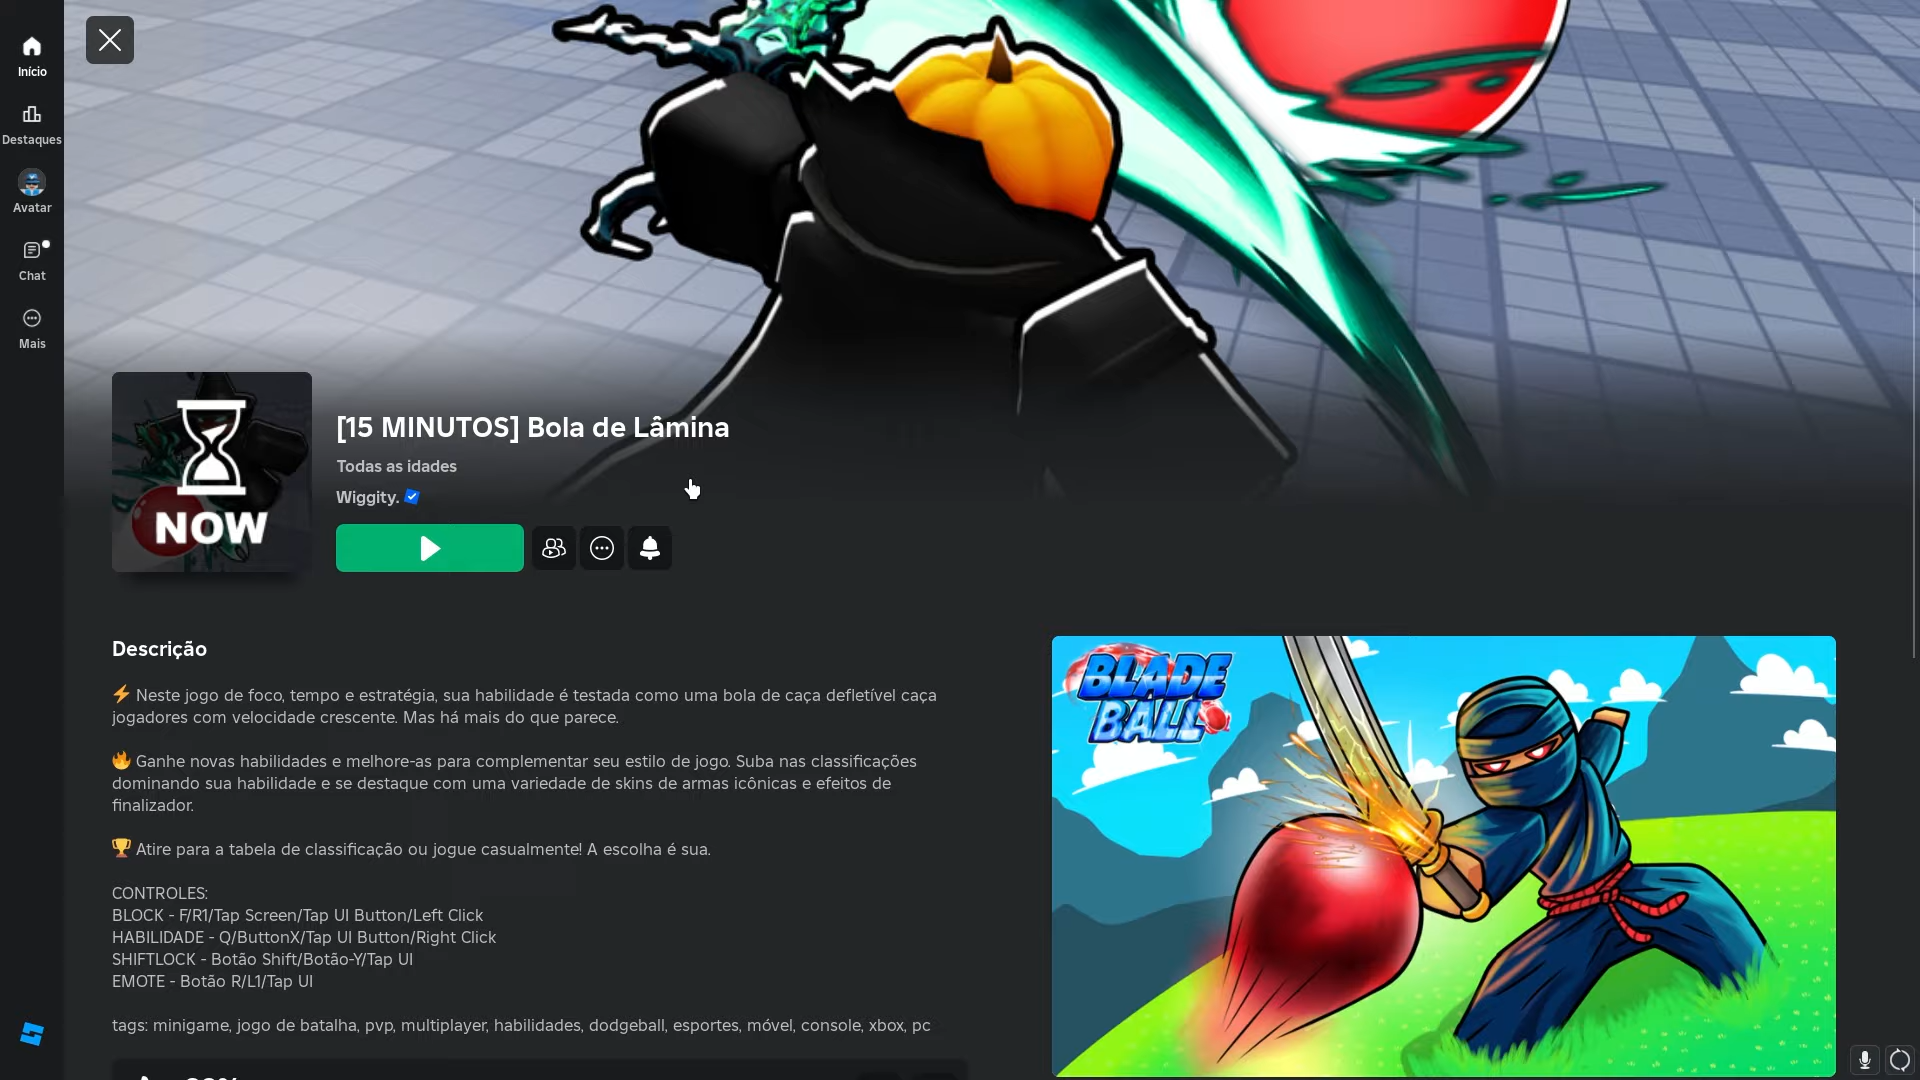 Início
Destaques
Avatar
Chat
Mais
NOW
[15 MINUTOS] Bola de Lâmina
Todas as idades
Wiggity.
Descrição
⚡ Neste jogo de foco, tempo e estratégia, sua habilidade é testada como uma bola de caça defletível caça
jogadores com velocidade crescente. Mas há mais do que parece.
🔥 Ganhe novas habilidades e melhore-as para complementar seu estilo de jogo. Suba nas classificações
dominando sua habilidade e se destaque com uma variedade de skins de armas icônicas e efeitos de
finalizador.
🏆 Atire para a tabela de classificação ou jogue casualmente! A escolha é sua.
CONTROLES:
BLOCK - F/R1/Tap Screen/Tap UI Button/Left Click
HABILIDADE - Q/ButtonX/Tap UI Button/Right Click
SHIFTLOCK - Botão Shift/Botão-Y/Tap UI
EMOTE - Botão R/L1/Tap UI
tags: minigame, jogo de batalha, pvp, multiplayer, habilidades, dodgeball, esportes, móvel, console, xbox, pc
BLADE
BALL